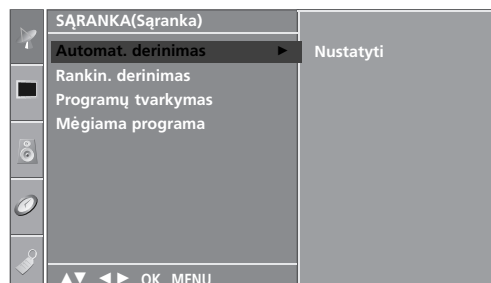 SĄRANKA(Sąranka)
Automat. derinimas ► Nustatyti
Rankin. derinimas
Programų tvarkymas
Mėgiama programa
▲▼ ◄► OK MENU